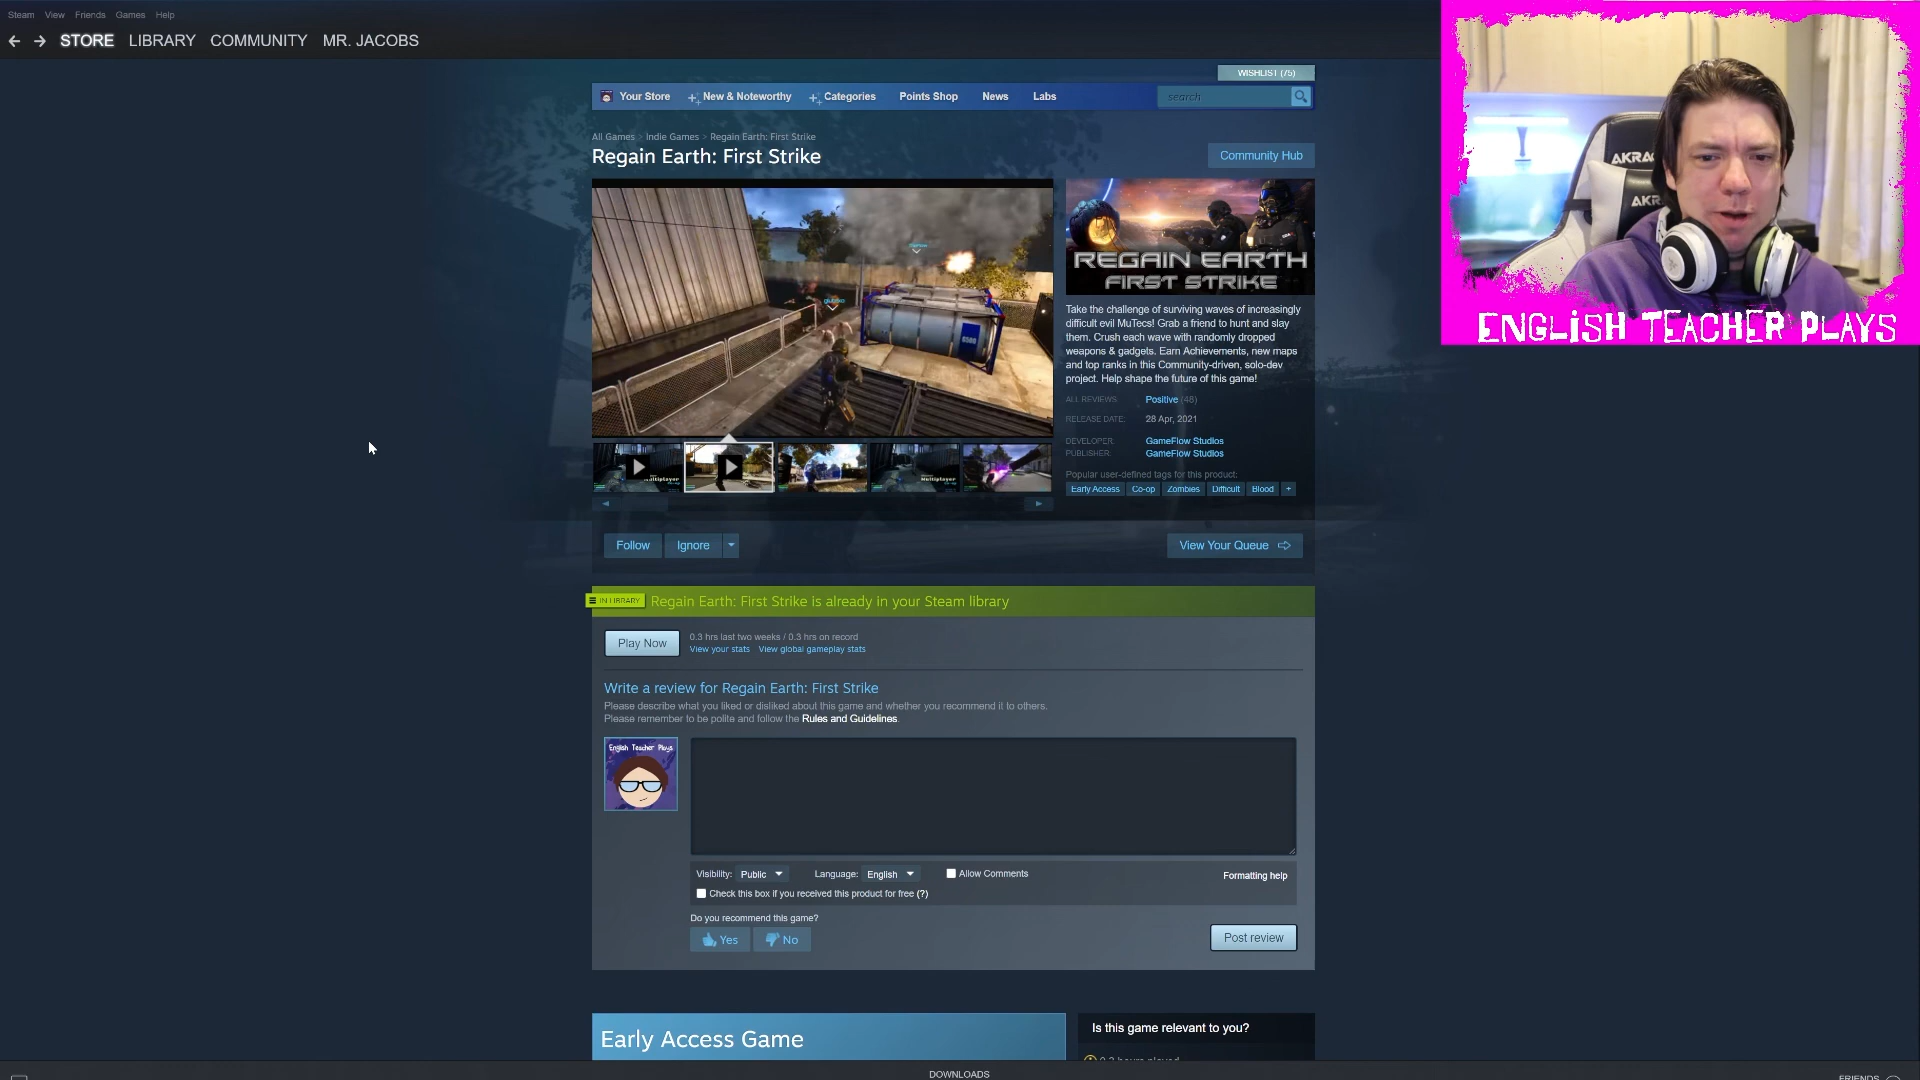 Steam View Friends Games Help
STORE LIBRARY COMMUNITY MR. JACOBS
WISHLIST (75)
Your Store New & Noteworthy Categories Points Shop News Labs search
All Games > Indie Games > Regain Earth: First Strike
Regain Earth: First Strike
Community Hub
REGAIN EARTH
FIRST STRIKE
Take the challenge of surviving waves of increasingly
difficult evil MuTecs! Grab a friend to hunt and slay
them. Crush each wave with randomly dropped
weapons & gadgets. Earn Achievements, new maps
and top ranks in this Community-driven, solo-dev
project. Help shape the future of this game!
ALL REVIEWS: Positive (48)
RELEASE DATE: 28 Apr, 2021
DEVELOPER: GameFlow Studios
PUBLISHER: GameFlow Studios
Popular user-defined tags for this product:
Early Access Co-op Zombies Difficult Blood +
Multiplayer
Multiplayer
Follow Ignore
View Your Queue
IN LIBRARY Regain Earth: First Strike is already in your Steam library
Play Now
0.3 hrs last two weeks / 0.3 hrs on record
View your stats View global gameplay stats
Write a review for Regain Earth: First Strike
Please describe what you liked or disliked about this game and whether you recommend it to others.
Please remember to be polite and follow the Rules and Guidelines.
English Teacher Plays
Visibility: Public Language: English Allow Comments Formatting help
Check this box if you received this product for free (?)
Do you recommend this game?
Yes No
Post review
Early Access Game
Is this game relevant to you?
0.3 hours played
DOWNLOADS
FRIENDS
AKRA
AKR
ENGLISH TEACHER PLAYS